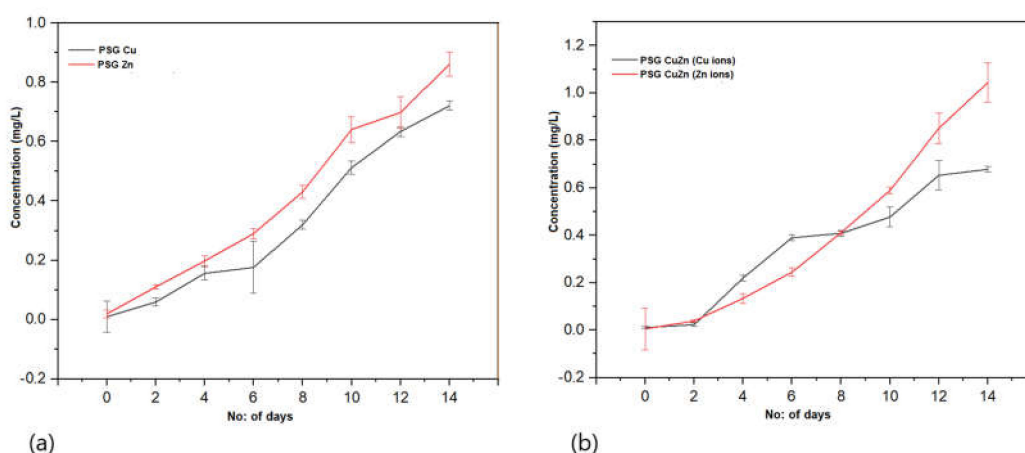 1.0
0.8
0.6
0.4
0.2
0.0
-0.2
Concentration (mg/L)
PSG Cu
PSG Zn
0 2 4 6 8 10 12 14
No: of days
(a)
1.2
1.0
0.8
0.6
0.4
0.2
0.0
-0.2
Concentration (mg/L)
PSG CuZn (Cu ions)
PSG CuZn (Zn ions)
0 2 4 6 8 10 12 14
No: of days
(b)